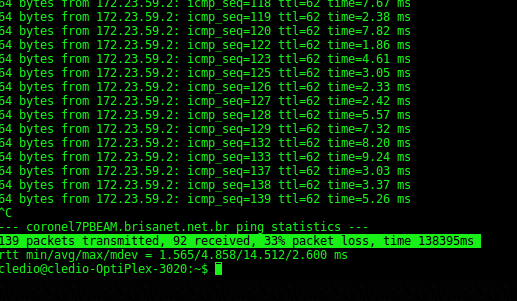 64 bytes from 172.23.59.2: icmp_seq=118 ttl=62 time=7.67 ms
64 bytes from 172.23.59.2: icmp_seq=119 ttl=62 time=2.38 ms
64 bytes from 172.23.59.2: icmp_seq=120 ttl=62 time=7.82 ms
64 bytes from 172.23.59.2: icmp_seq=122 ttl=62 time=1.86 ms
64 bytes from 172.23.59.2: icmp_seq=123 ttl=62 time=4.61 ms
64 bytes from 172.23.59.2: icmp_seq=125 ttl=62 time=3.05 ms
64 bytes from 172.23.59.2: icmp_seq=126 ttl=62 time=2.33 ms
64 bytes from 172.23.59.2: icmp_seq=127 ttl=62 time=2.42 ms
64 bytes from 172.23.59.2: icmp_seq=128 ttl=62 time=5.57 ms
64 bytes from 172.23.59.2: icmp_seq=129 ttl=62 time=7.32 ms
64 bytes from 172.23.59.2: icmp_seq=132 ttl=62 time=8.20 ms
64 bytes from 172.23.59.2: icmp_seq=133 ttl=62 time=9.24 ms
64 bytes from 172.23.59.2: icmp_seq=137 ttl=62 time=3.03 ms
64 bytes from 172.23.59.2: icmp_seq=138 ttl=62 time=3.37 ms
64 bytes from 172.23.59.2: icmp_seq=139 ttl=62 time=5.26 ms
^C
--- coronel7PBEAM.brisanet.net.br ping statistics ---
139 packets transmitted, 92 received, 33% packet loss, time 138395ms
rtt min/avg/max/mdev = 1.565/4.858/14.512/2.600 ms
cledio@cledio-OptiPlex-3020:~$